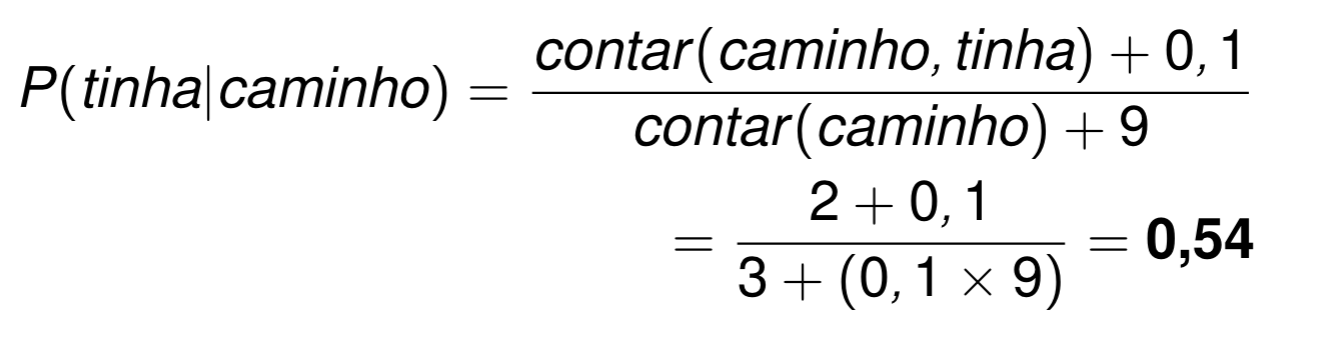 P(tinha|caminho) = contar(caminho, tinha) + 0, 1
contar(caminho) + 9
= 2 + 0, 1
3 + (0, 1 × 9)
= 0,54